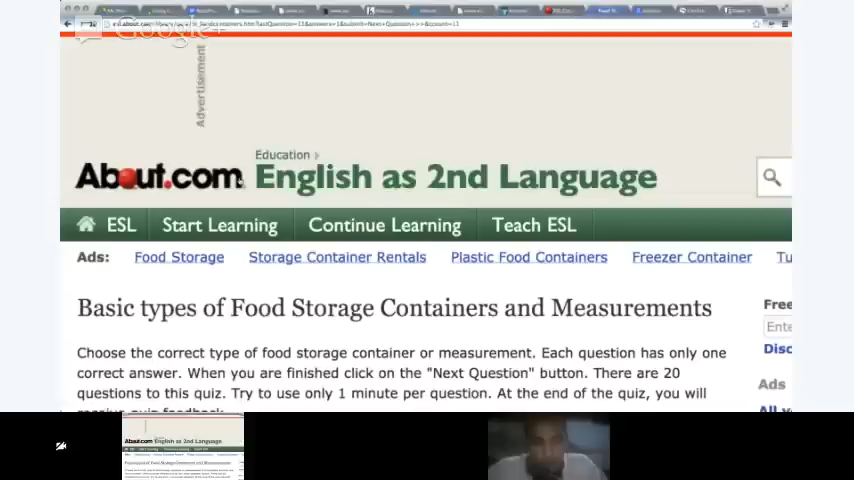 Google
Advertisement
Education
About.com English as 2nd Language
ESL Start Learning Continue Learning Teach ESL
Ads: Food Storage Storage Container Rentals Plastic Food Containers Freezer Container Tu
Basic types of Food Storage Containers and Measurements
Free
Ente
Disc
Choose the correct type of food storage container or measurement. Each question has only one
correct answer. When you are finished click on the "Next Question" button. There are 20
questions to this quiz. Try to use only 1 minute per question. At the end of the quiz, you will
Ads